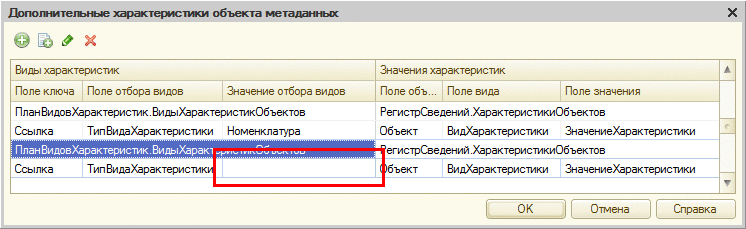 Дополнительные характеристики объекта метаданных
Виды характеристик Значения характеристик
Поле ключа Поле отбора видов Значение отбора видов Поле объ... Поле вида Поле значения
ПланВидовХарактеристик.ВидыХарактеристикОбъектов РегистрСведений.ХарактеристикиОбъектов
Ссылка ТипВидаХарактеристики Номенклатура Объект ВидХарактеристики ЗначениеХарактеристики
ПланВидовХарактеристик.ВидыХарактеристикОбъектов РегистрСведений.ХарактеристикиОбъектов
Ссылка ТипВидаХарактеристики Объект ВидХарактеристики ЗначениеХарактеристики
OK Отмена Справка